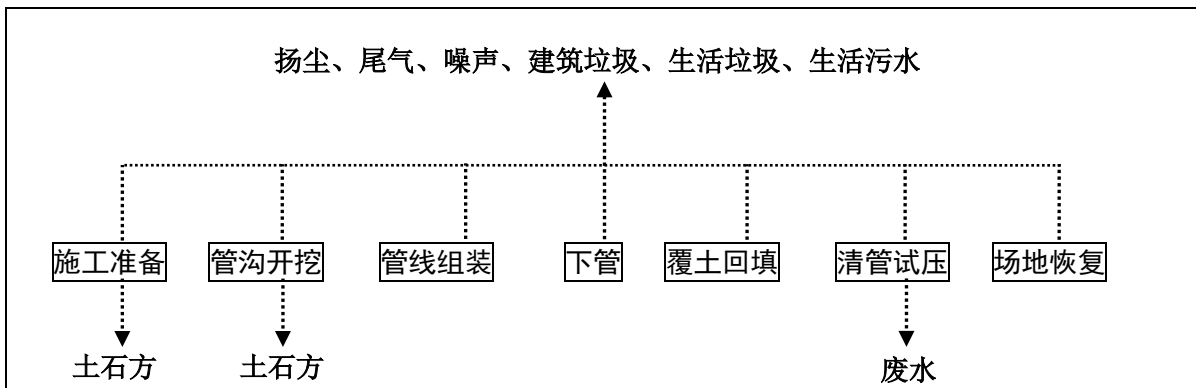 扬尘、尾气、噪声、建筑垃圾、生活垃圾、生活污水
施工准备 管沟开挖 管线组装 下管 覆土回填 清管试压 场地恢复
土石方 土石方 废水